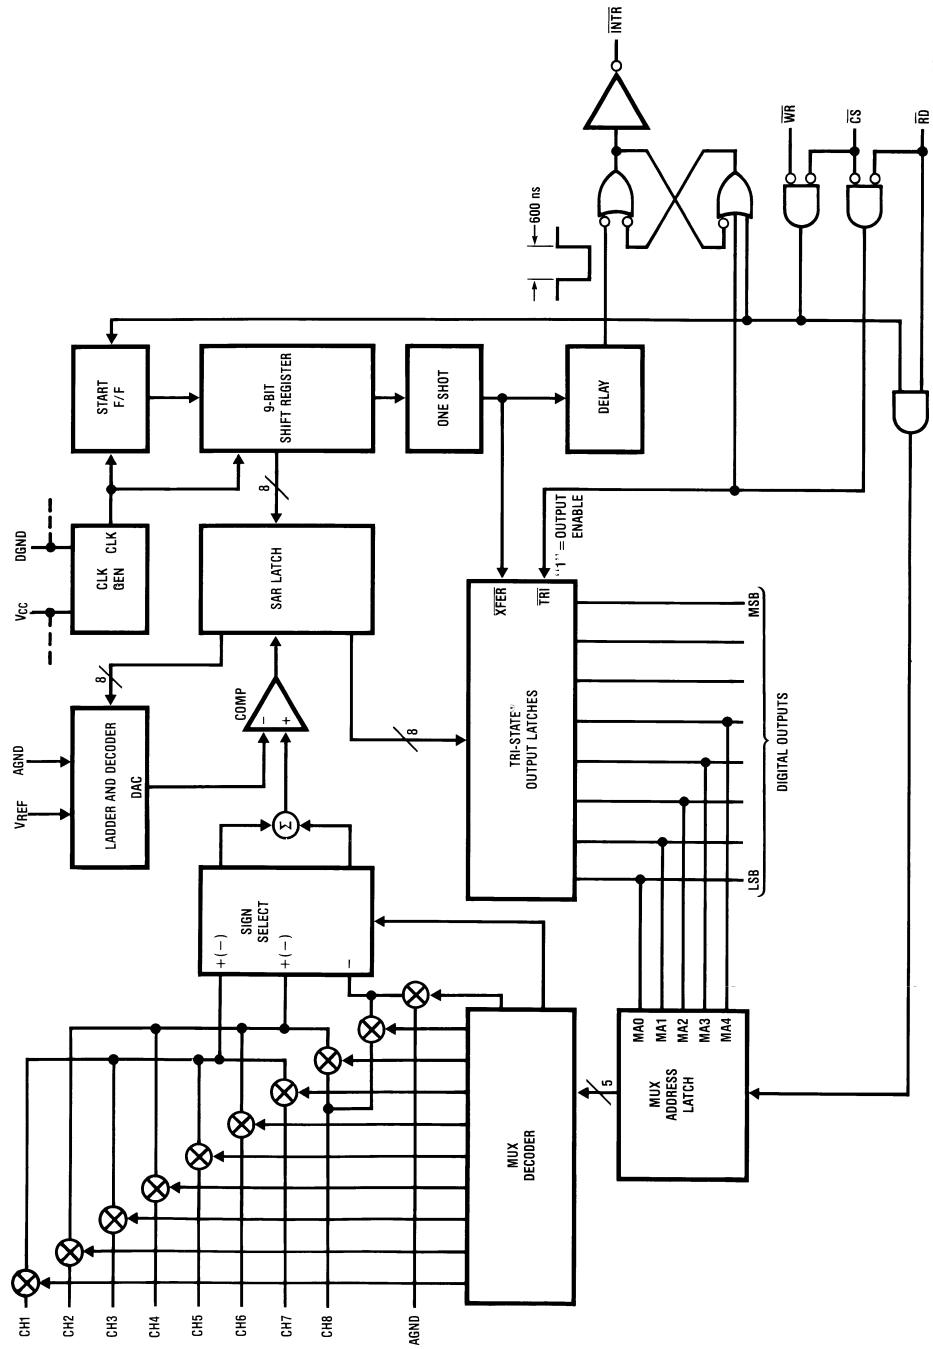 CH1
CH2
CH3
CH4
CH5
CH6
CH7
CH8
AGND
+(−)
+(−)
−
SIGN
SELECT
MUX
DECODER
5
MUX
ADDRESS
LATCH
MA0
MA1
MA2
MA3
MA4
VREF
AGND
LADDER AND DECODER
DAC
8
Σ
COMP
−
+
VCC
DGND
CLK
GEN
CLK
SAR LATCH
8
8
START
F/F
9-BIT
SHIFT REGISTER
ONE SHOT
DELAY
TRI-STATE"
OUTPUT LATCHES
XFER
TRI
"1" = OUTPUT
ENABLE
LSB
MSB
DIGITAL OUTPUTS
600 ns
INTR
WR
CS
RD